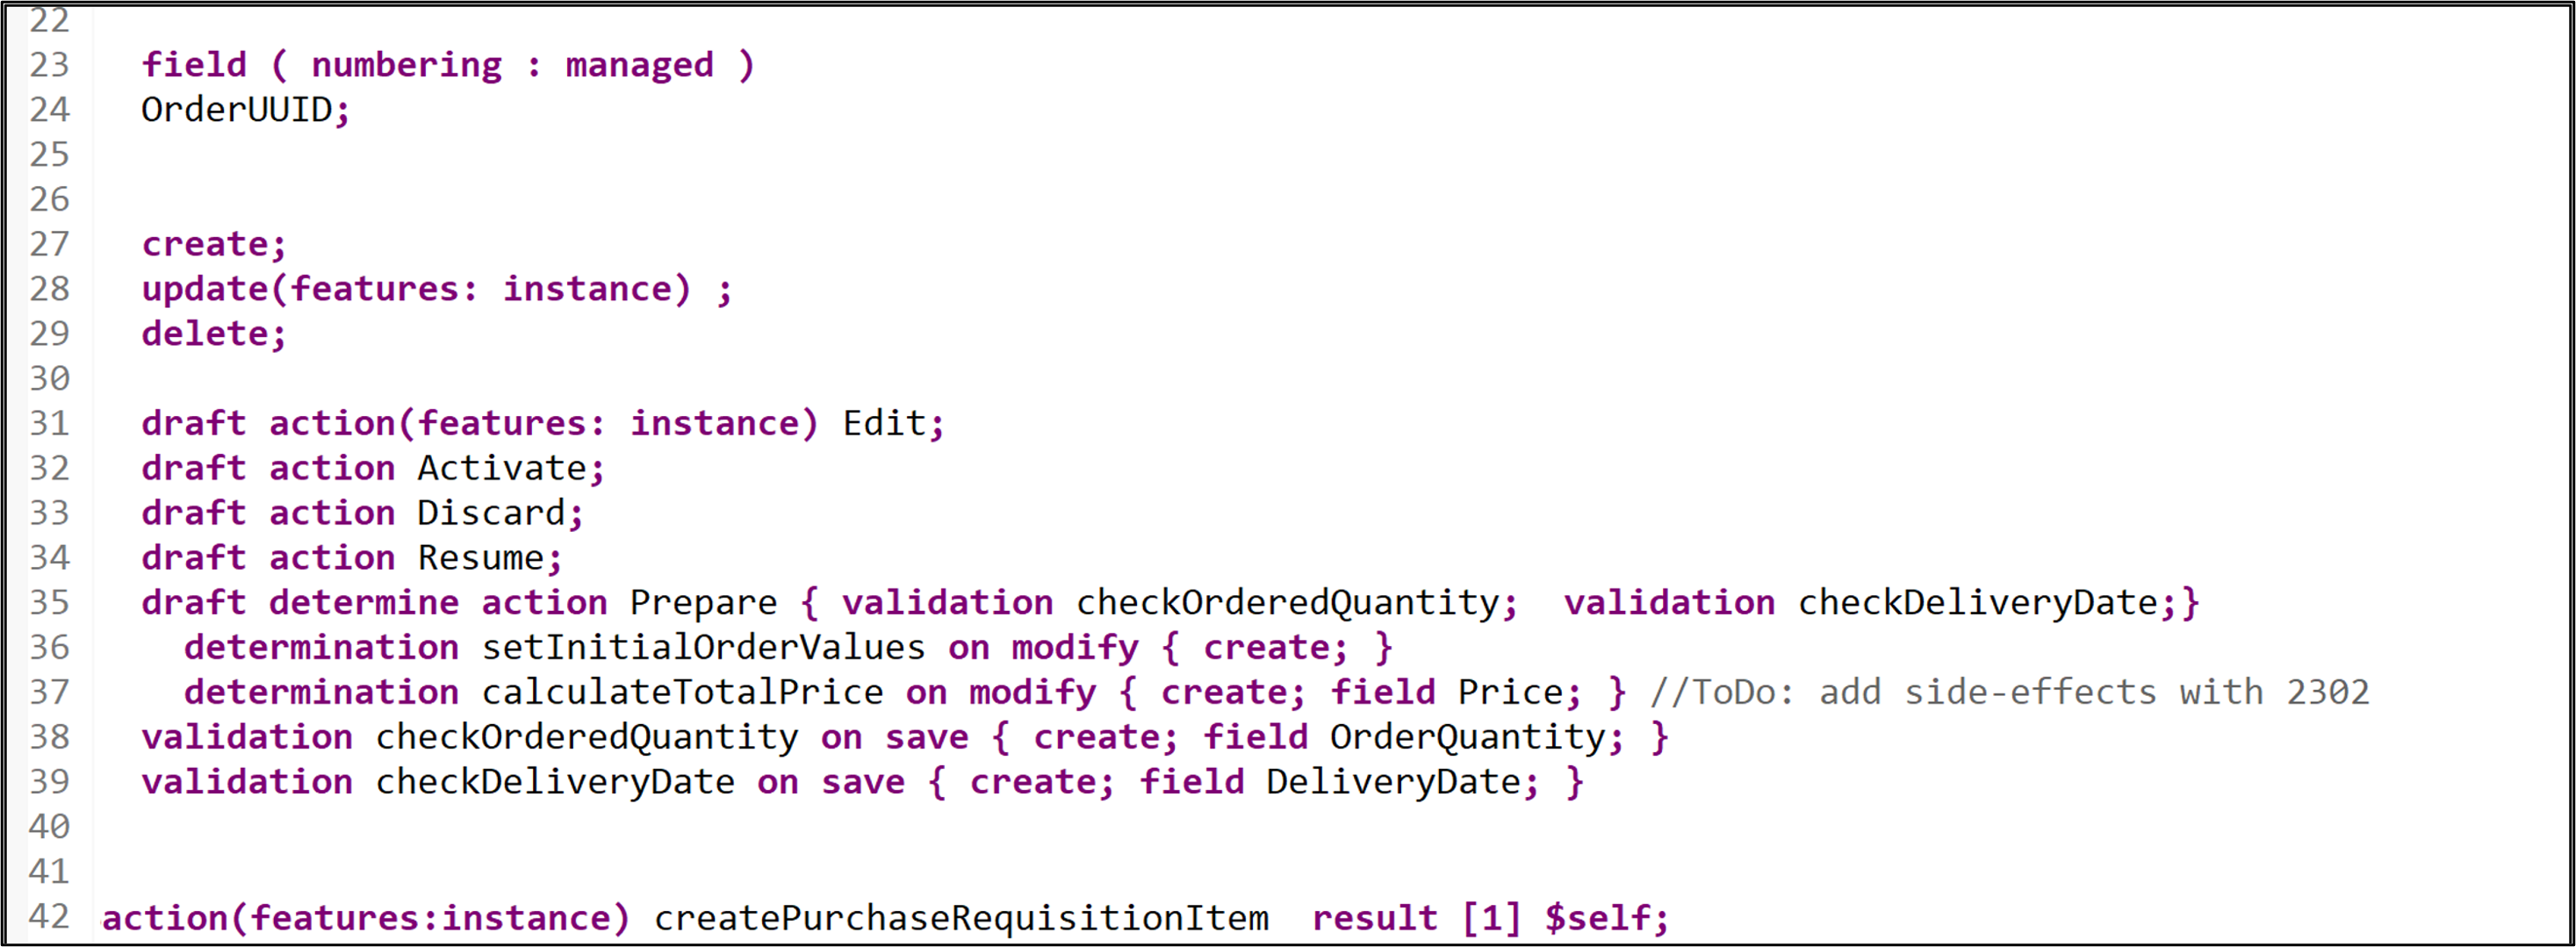 22
23 field ( numbering : managed )
24 OrderUUID;
25
26
27 create;
28 update(features: instance) ;
29 delete;
30
31 draft action(features: instance) Edit;
32 draft action Activate;
33 draft action Discard;
34 draft action Resume;
35 draft determine action Prepare { validation checkOrderedQuantity;  validation checkDeliveryDate;}
36 determination setInitialOrderValues on modify { create; }
37 determination calculateTotalPrice on modify { create; field Price; } //ToDo: add side-effects with 2302
38 validation checkOrderedQuantity on save { create; field OrderQuantity; }
39 validation checkDeliveryDate on save { create; field DeliveryDate; }
40
41
42 action(features:instance) createPurchaseRequisitionItem  result [1] $self;